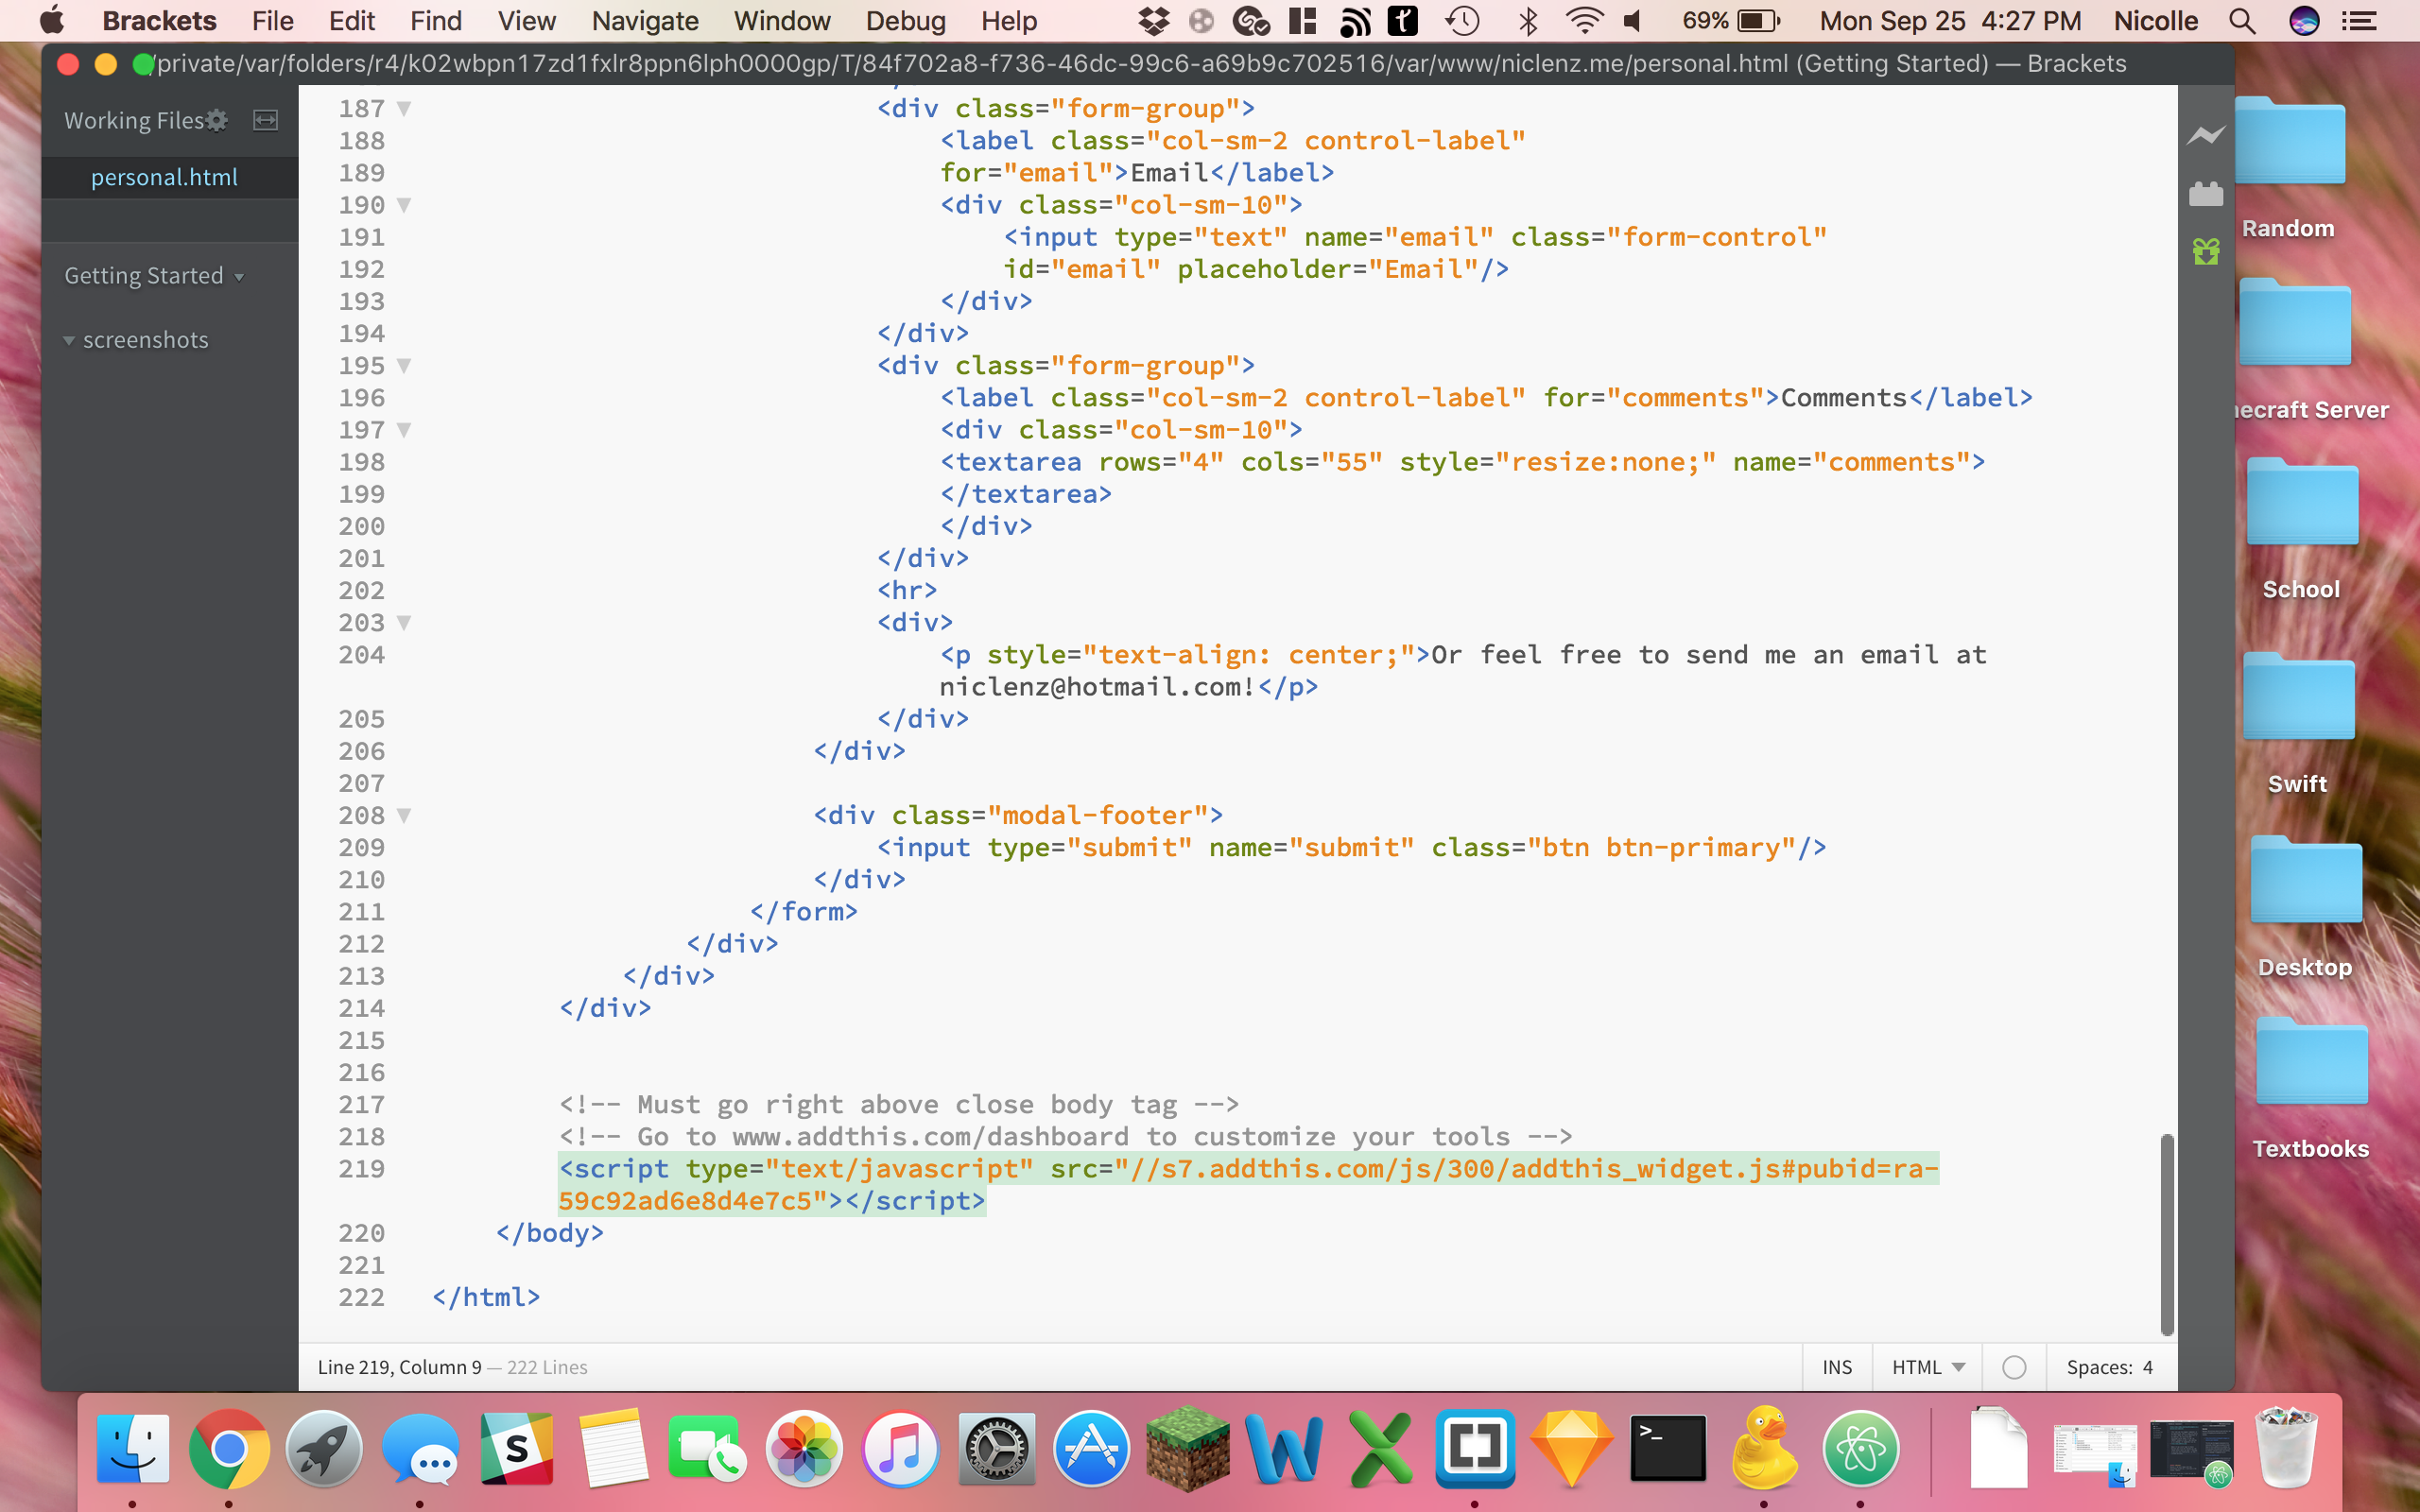 Brackets File Edit Find View Navigate Window Debug Help 69% Mon Sep 25 4:27 PM Nicolle
/private/var/folders/r4/k02wbpn17zd1fxlr8ppn6lph0000gp/T/84f702a8-f736-46dc-99c6-a69b9c702516/var/www/niclenz.me/personal.html (Getting Started) — Brackets
Working Files
personal.html
Getting Started
screenshots
187 <div class="form-group">
188 <label class="col-sm-2 control-label"
189 for="email">Email</label>
190 <div class="col-sm-10">
191 <input type="text" name="email" class="form-control"
192 id="email" placeholder="Email"/>
193 </div>
194 </div>
195 <div class="form-group">
196 <label class="col-sm-2 control-label" for="comments">Comments</label>
197 <div class="col-sm-10">
198 <textarea rows="4" cols="55" style="resize:none;" name="comments">
199 </textarea>
200 </div>
201 </div>
202 <hr>
203 <div>
204 <p style="text-align: center;">Or feel free to send me an email at
niclenz@hotmail.com!</p>
205 </div>
206 </div>
207
208 <div class="modal-footer">
209 <input type="submit" name="submit" class="btn btn-primary"/>
210 </div>
211 </form>
212 </div>
213 </div>
214 </div>
215
216
217 <!-- Must go right above close body tag -->
218 <!-- Go to www.addthis.com/dashboard to customize your tools -->
219 <script type="text/javascript" src="//s7.addthis.com/js/300/addthis_widget.js#pubid=ra-
59c92ad6e8d4e7c5"></script>
220 </body>
221
222 </html>
Line 219, Column 9 — 222 Lines
INS HTML Spaces: 4
Random
ecraft Server
School
Swift
Desktop
Textbooks